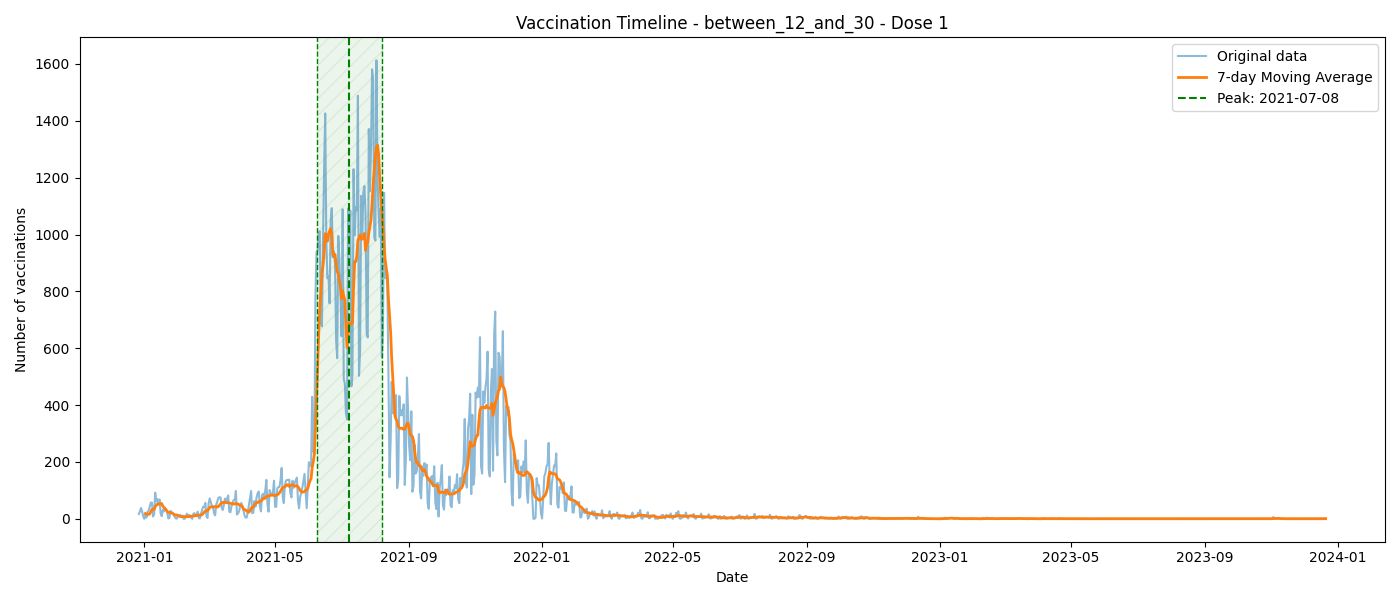 Vaccination Timeline - between_12_and_30 - Dose 1
Original data
7-day Moving Average
Peak: 2021-07-08
Number of vaccinations
1600
1400
1200
1000
800
600
400
200
0
2021-01 2021-05 2021-09 2022-01 2022-05 2022-09 2023-01 2023-05 2023-09 2024-01
Date